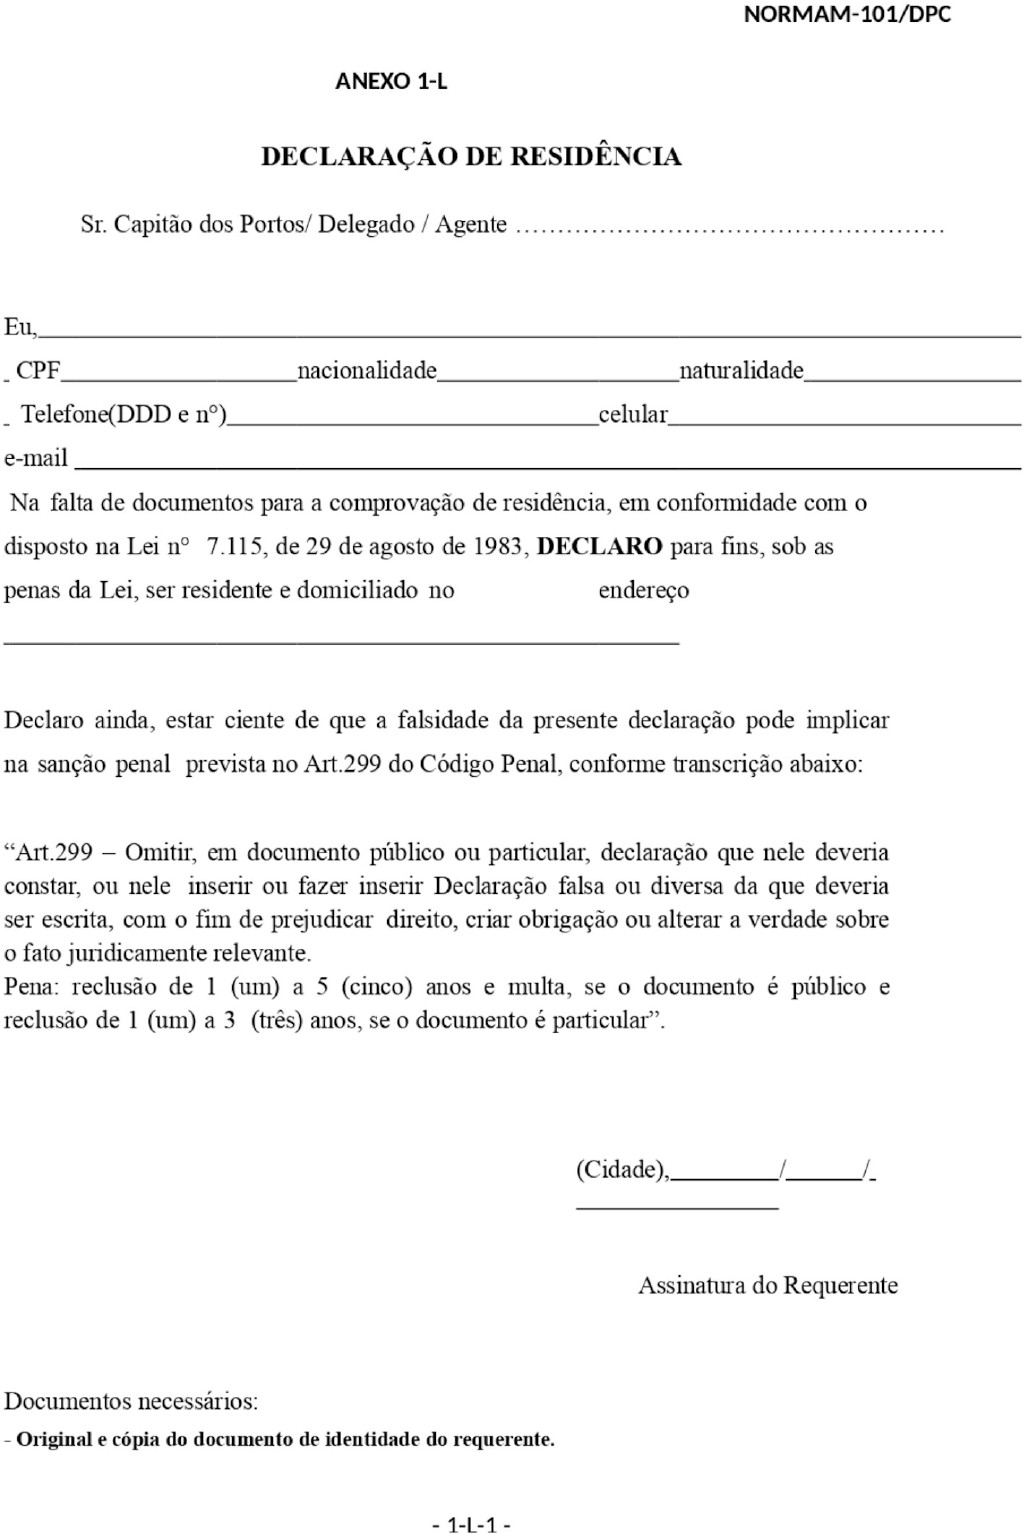 NORMAM-101/DPC
ANEXO 1-L
DECLARAÇÃO DE RESIDÊNCIA
Sr. Capitão dos Portos/ Delegado / Agente ……………………………………………
Eu,______________________________________________
_ CPF____________nacionalidade____________naturalidade____________
_ Telefone(DDD e n°)____________________celular____________________
e-mail ______________________________________________
Na falta de documentos para a comprovação de residência, em conformidade com o
disposto na Lei n° 7.115, de 29 de agosto de 1983, DECLARO para fins, sob as
penas da Lei, ser residente e domiciliado no endereço
______________________________________________
Declaro ainda, estar ciente de que a falsidade da presente declaração pode implicar
na sanção penal prevista no Art.299 do Código Penal, conforme transcrição abaixo:
“Art.299 – Omitir, em documento público ou particular, declaração que nele deveria
constar, ou nele inserir ou fazer inserir Declaração falsa ou diversa da que deveria
ser escrita, com o fim de prejudicar direito, criar obrigação ou alterar a verdade sobre
o fato juridicamente relevante.
Pena: reclusão de 1 (um) a 5 (cinco) anos e multa, se o documento é público e
reclusão de 1 (um) a 3 (três) anos, se o documento é particular”.
(Cidade),_________/______/_
________________
Assinatura do Requerente
Documentos necessários:
- Original e cópia do documento de identidade do requerente.
- 1-L-1 -